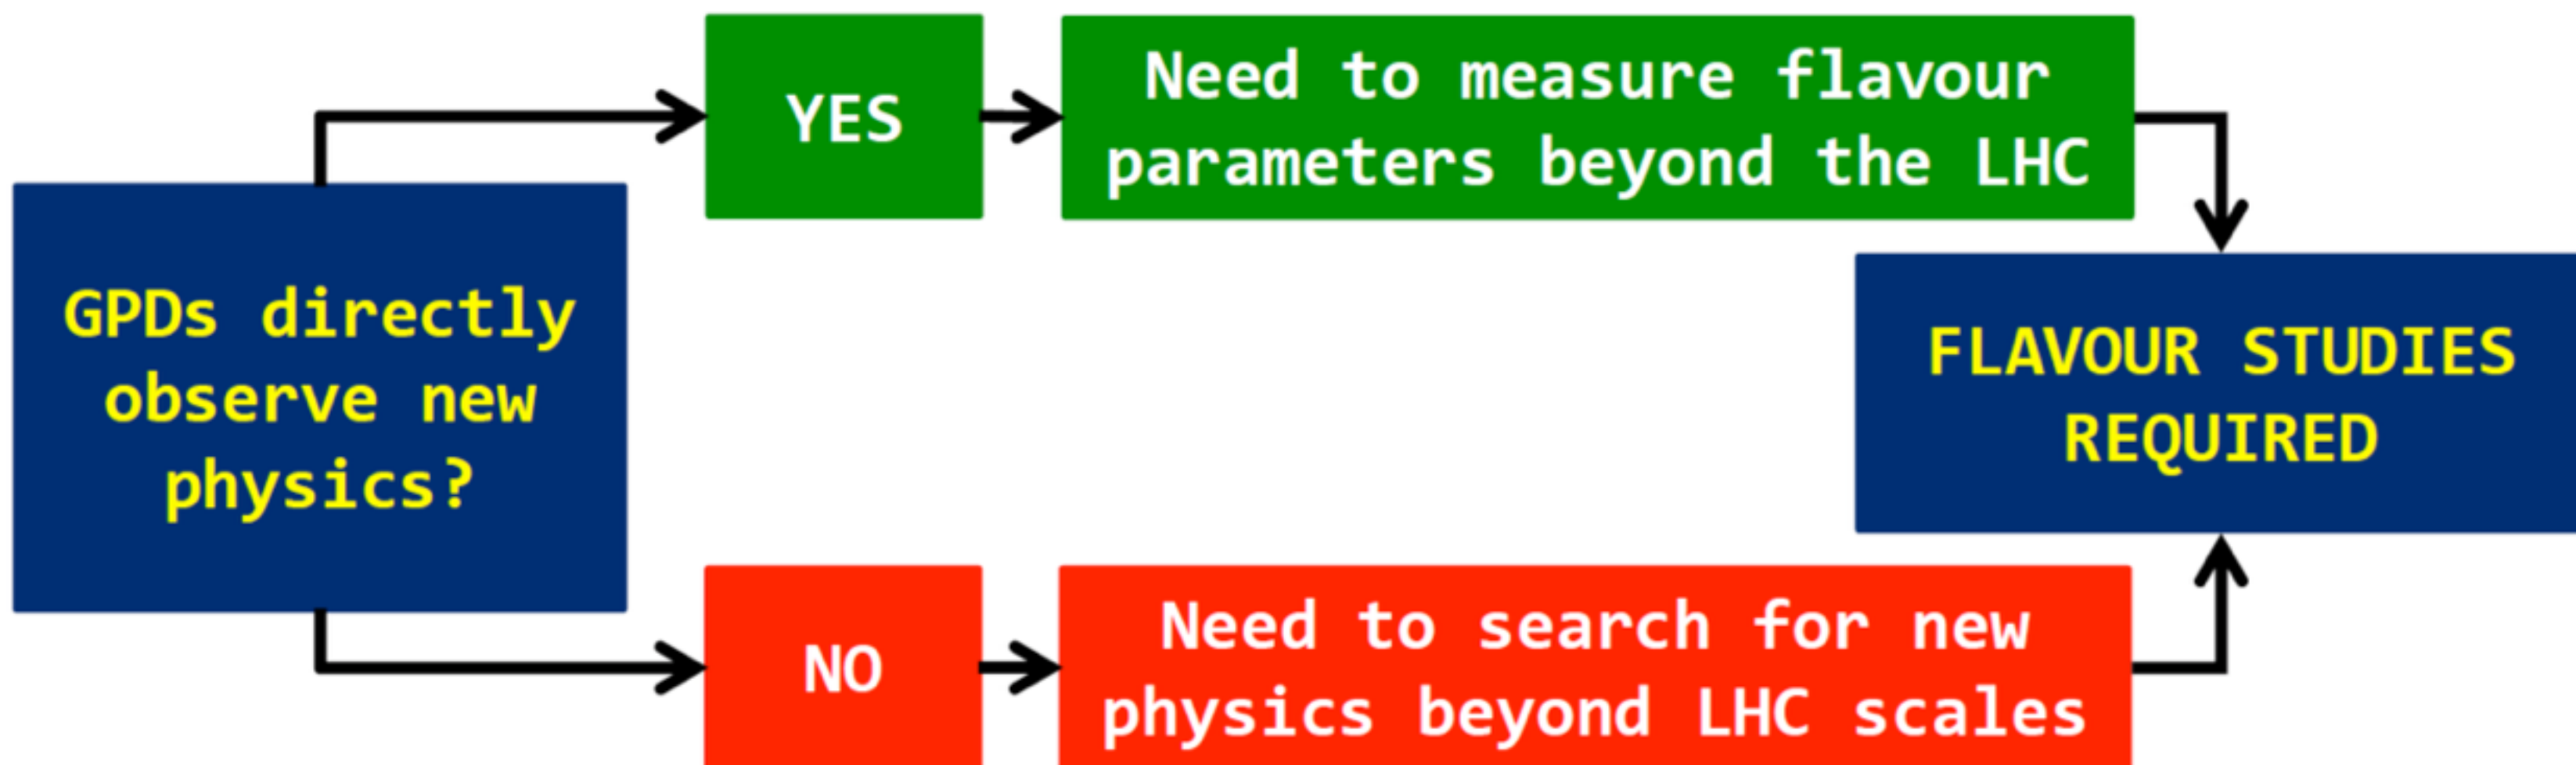 GPDs directly
observe new
physics?
YES
Need to measure flavour
parameters beyond the LHC
NO
Need to search for new
physics beyond LHC scales
FLAVOUR STUDIES
REQUIRED